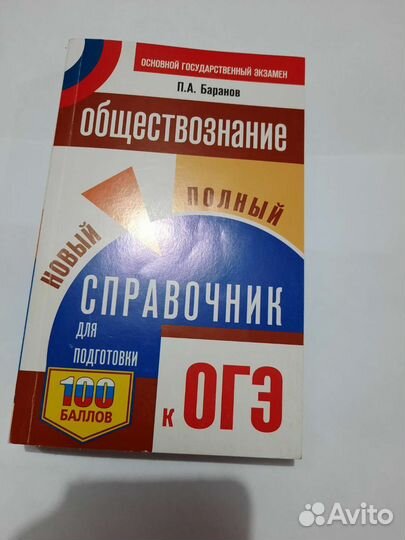 ОСНОВНОЙ ГОСУДАРСТВЕННЫЙ ЭКЗАМЕН
П.А. Баранов
ОБЩЕСТВОЗНАНИЕ
НОВЫЙ
ПОЛНЫЙ
СПРАВОЧНИК
ДЛЯ
ПОДГОТОВКИ
100
БАЛЛОВ
К ОГЭ
Avito